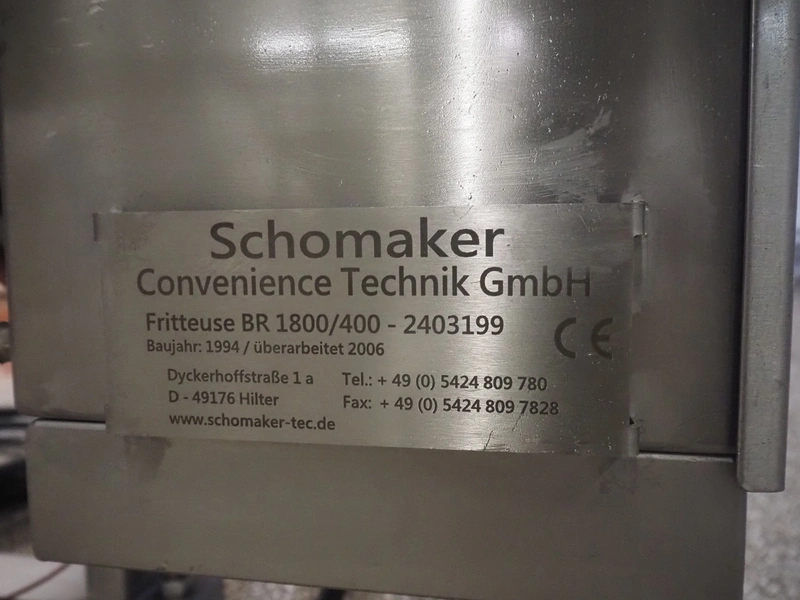 Schomaker
Convenience Technik GmbH
Fritteuse BR 1800/400 - 2403199
Baujahr: 1994 / überarbeitet 2006
CE
Dyckerhoffstraße 1 a
Tel.: + 49 (0) 5424 809 780
D - 49176 Hilter
Fax: + 49 (0) 5424 809 7828
www.schomaker-tec.de